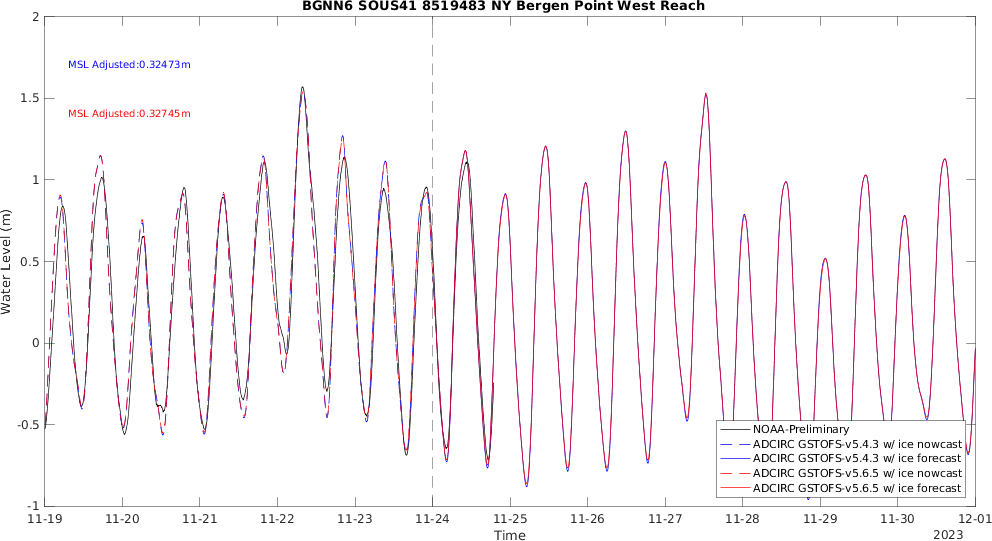 BGNN6 SOUS41 8519483 NY Bergen Point West Reach
2
MSL Adjusted:0.32473m
1.5
MSL Adjusted:0.32745m
1
0.5
0
-0.5
-1
Water Level (m)
NOAA-Preliminary
ADCIRC GSTOFS-v5.4.3 w/ ice nowcast
ADCIRC GSTOFS-v5.4.3 w/ ice forecast
ADCIRC GSTOFS-v5.6.5 w/ ice nowcast
ADCIRC GSTOFS-v5.6.5 w/ ice forecast
11-19 11-20 11-21 11-22 11-23 11-24 11-25 11-26 11-27 11-28 11-29 11-30 12-01
Time
2023